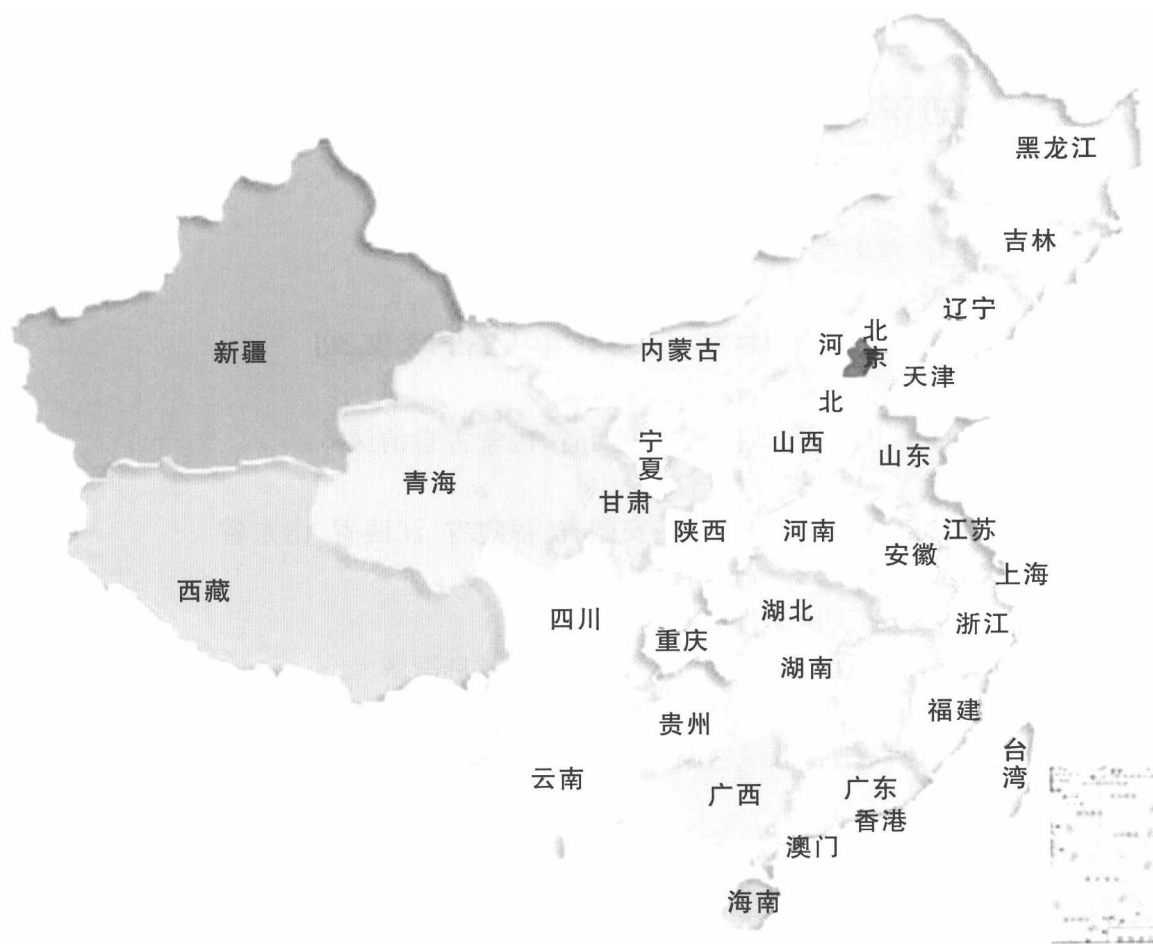 黑龙江
吉林
辽宁
北京
河北
天津
内蒙古
新疆
山西
山东
宁夏
青海
甘肃
陕西
河南
江苏
安徽
上海
西藏
湖北
四川
浙江
重庆
湖南
福建
贵州
台湾
云南
广西
广东
香港
澳门
海南